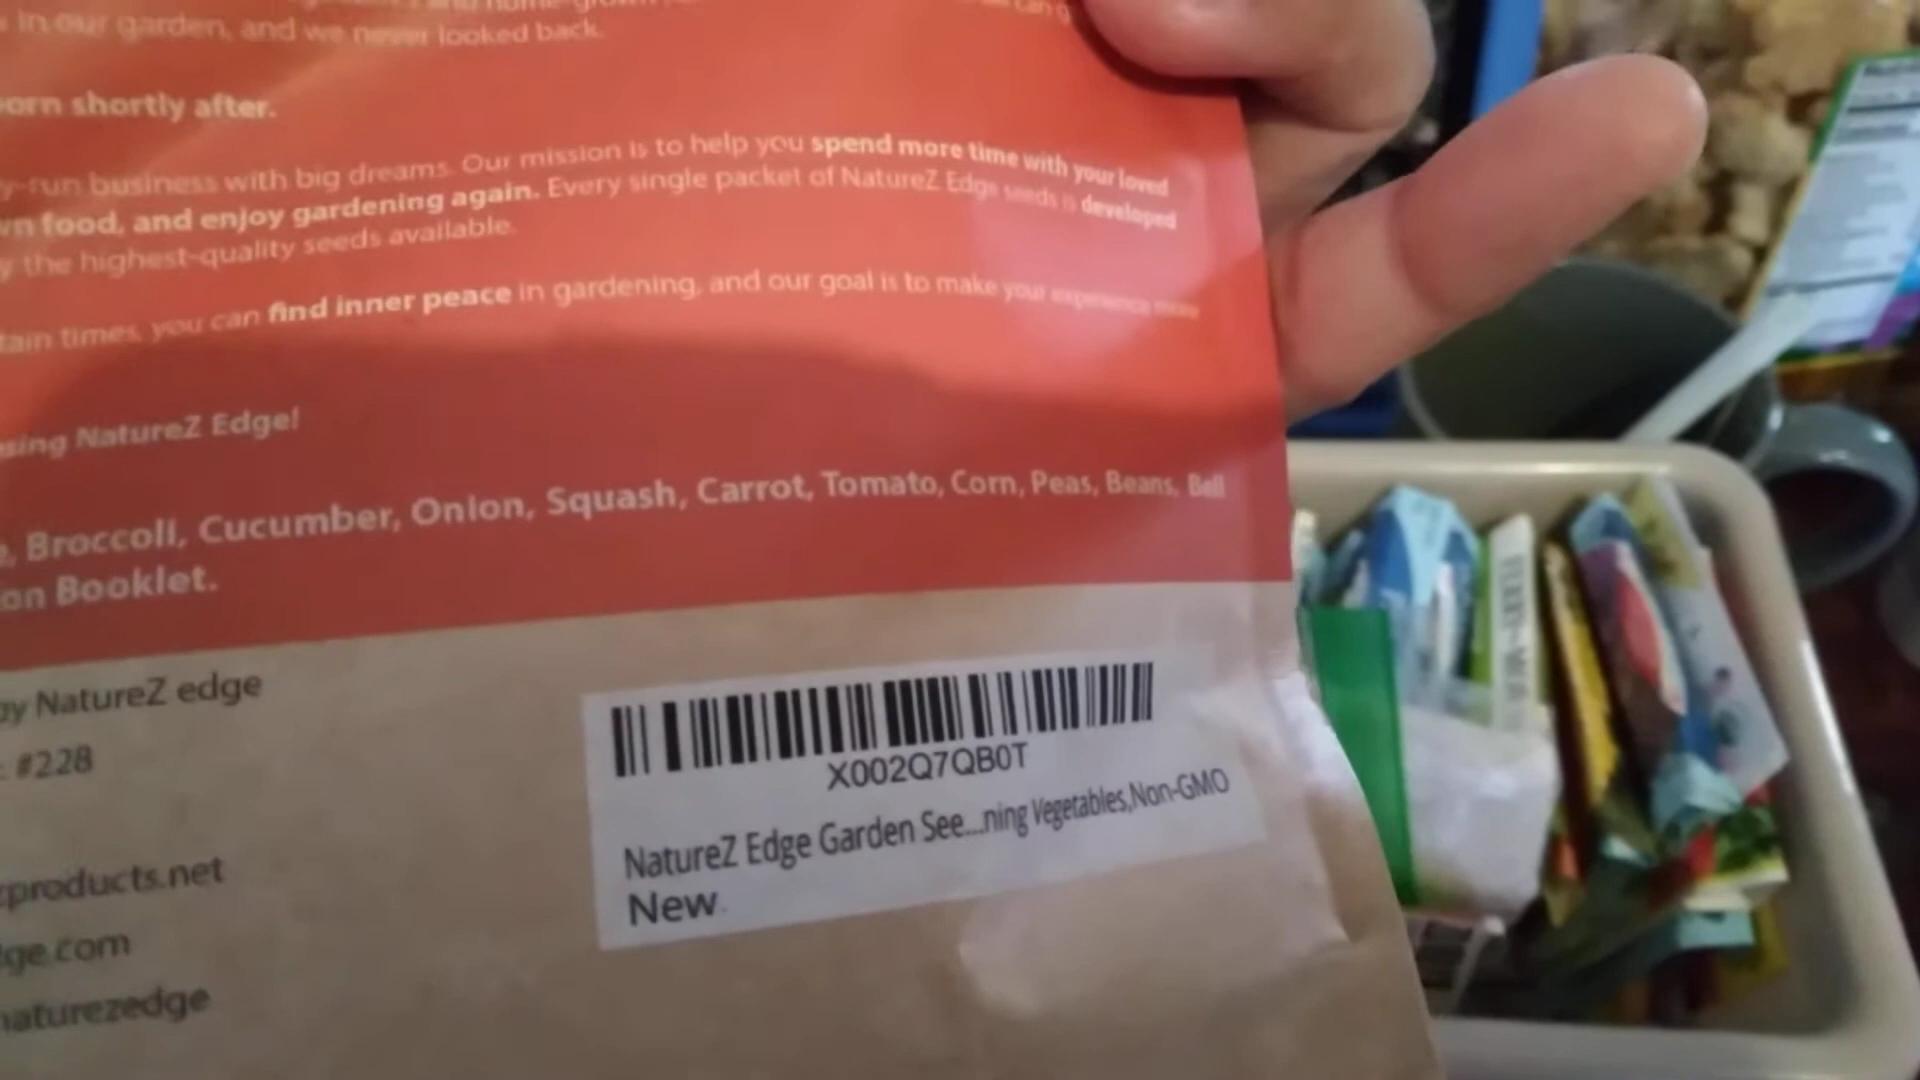 in our garden, and we never looked back.
orn shortly after.
y-run business with big dreams. Our mission is to help you spend more time with your loved
wn food, and enjoy gardening again. Every single packet of NatureZ Edge seeds is developed
y the highest-quality seeds available.
tain times, you can find inner peace in gardening, and our goal is to make your experience more
sing NatureZ Edge!
, Broccoli, Cucumber, Onion, Squash, Carrot, Tomato, Corn, Peas, Beans, Bell
on Booklet.
by NatureZ edge
: #228
zproducts.net
dge.com
naturezedge
X002Q7QB0T
NatureZ Edge Garden See...ning Vegetables,Non-GMO
New